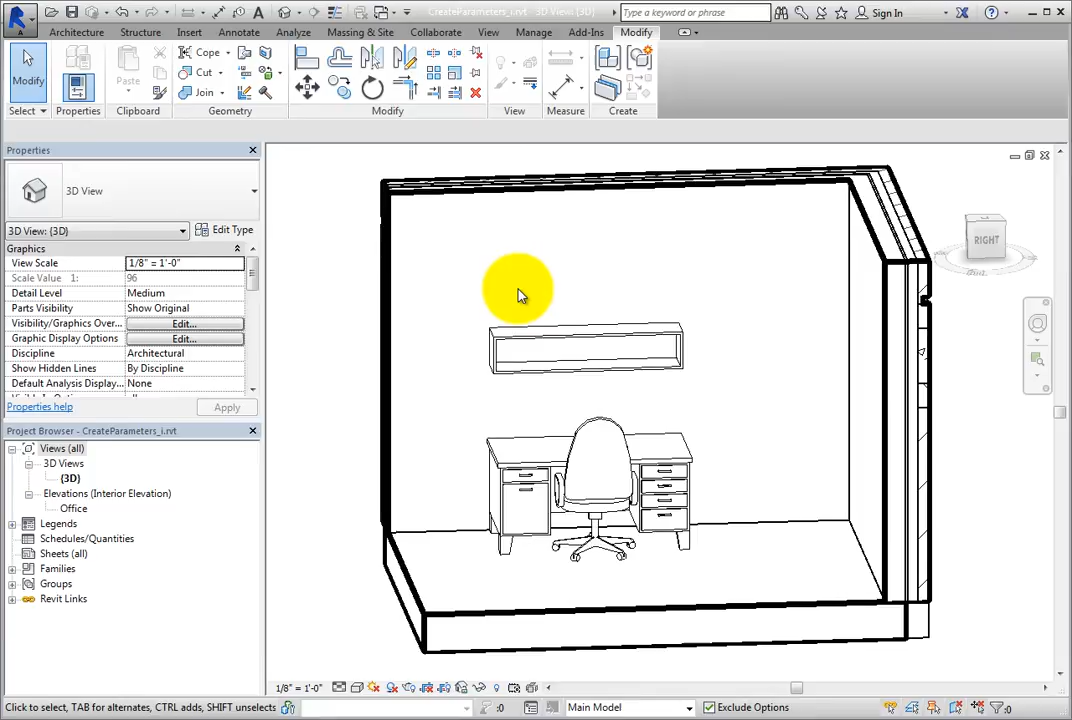 CreateParameters_i.rvt - 3D View: {3D}
Type a keyword or phrase
Sign In
Architecture
Structure
Insert
Annotate
Analyze
Massing & Site
Collaborate
View
Manage
Add-Ins
Modify
Modify
Paste
Cope
Cut
Join
Select
Properties
Clipboard
Geometry
Modify
View
Measure
Create
Properties
3D View
3D View: {3D}
Edit Type
Graphics
View Scale
1/8" = 1'-0"
Scale Value 1:
96
Detail Level
Medium
Parts Visibility
Show Original
Visibility/Graphics Over...
Edit...
Graphic Display Options
Edit...
Discipline
Architectural
Show Hidden Lines
By Discipline
Default Analysis Display...
None
Properties help
Apply
Project Browser - CreateParameters_i.rvt
Views (all)
3D Views
{3D}
Elevations (Interior Elevation)
Office
Legends
Schedules/Quantities
Sheets (all)
Families
Groups
Revit Links
RIGHT
1/8" = 1'-0"
Click to select, TAB for alternates, CTRL adds, SHIFT unselects
:0
Main Model
Exclude Options
:0